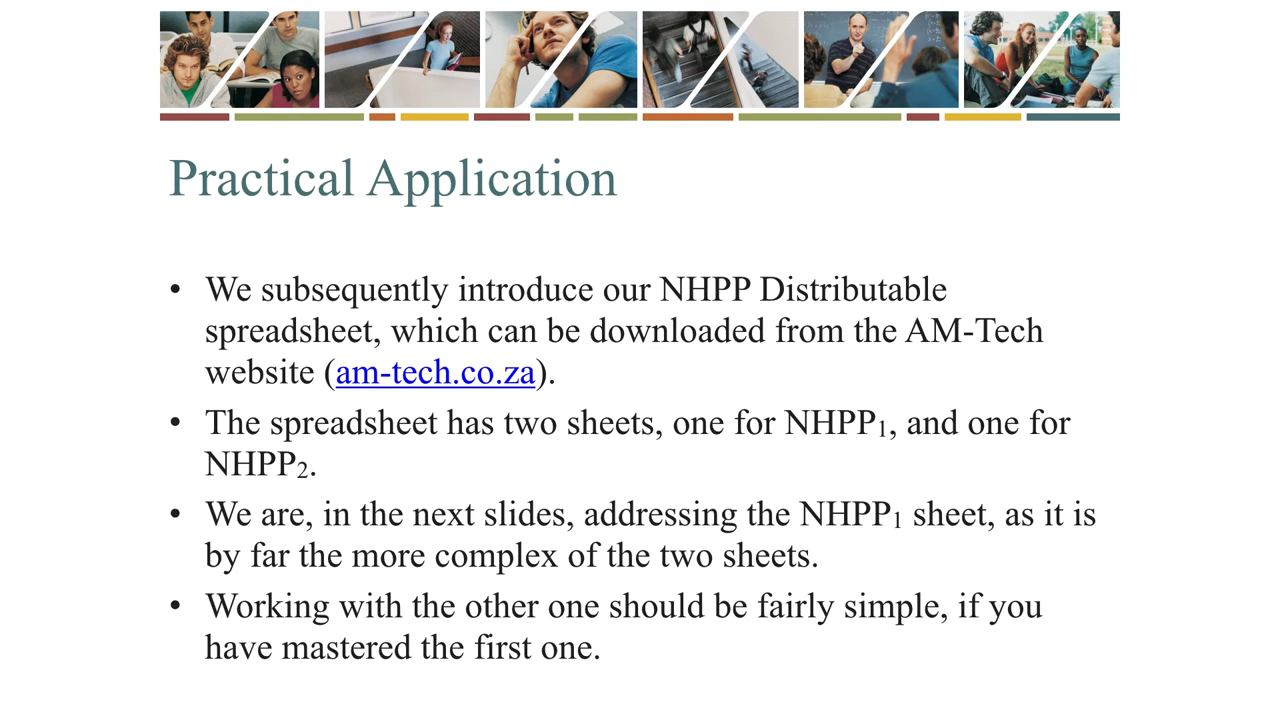 Practical Application
• We subsequently introduce our NHPP Distributable
spreadsheet, which can be downloaded from the AM-Tech
website (am-tech.co.za).
• The spreadsheet has two sheets, one for NHPP₁, and one for
NHPP₂.
• We are, in the next slides, addressing the NHPP₁ sheet, as it is
by far the more complex of the two sheets.
• Working with the other one should be fairly simple, if you
have mastered the first one.